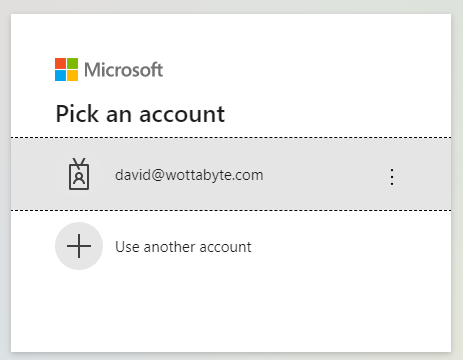 Microsoft
Pick an account
david@wottabyte.com
Use another account